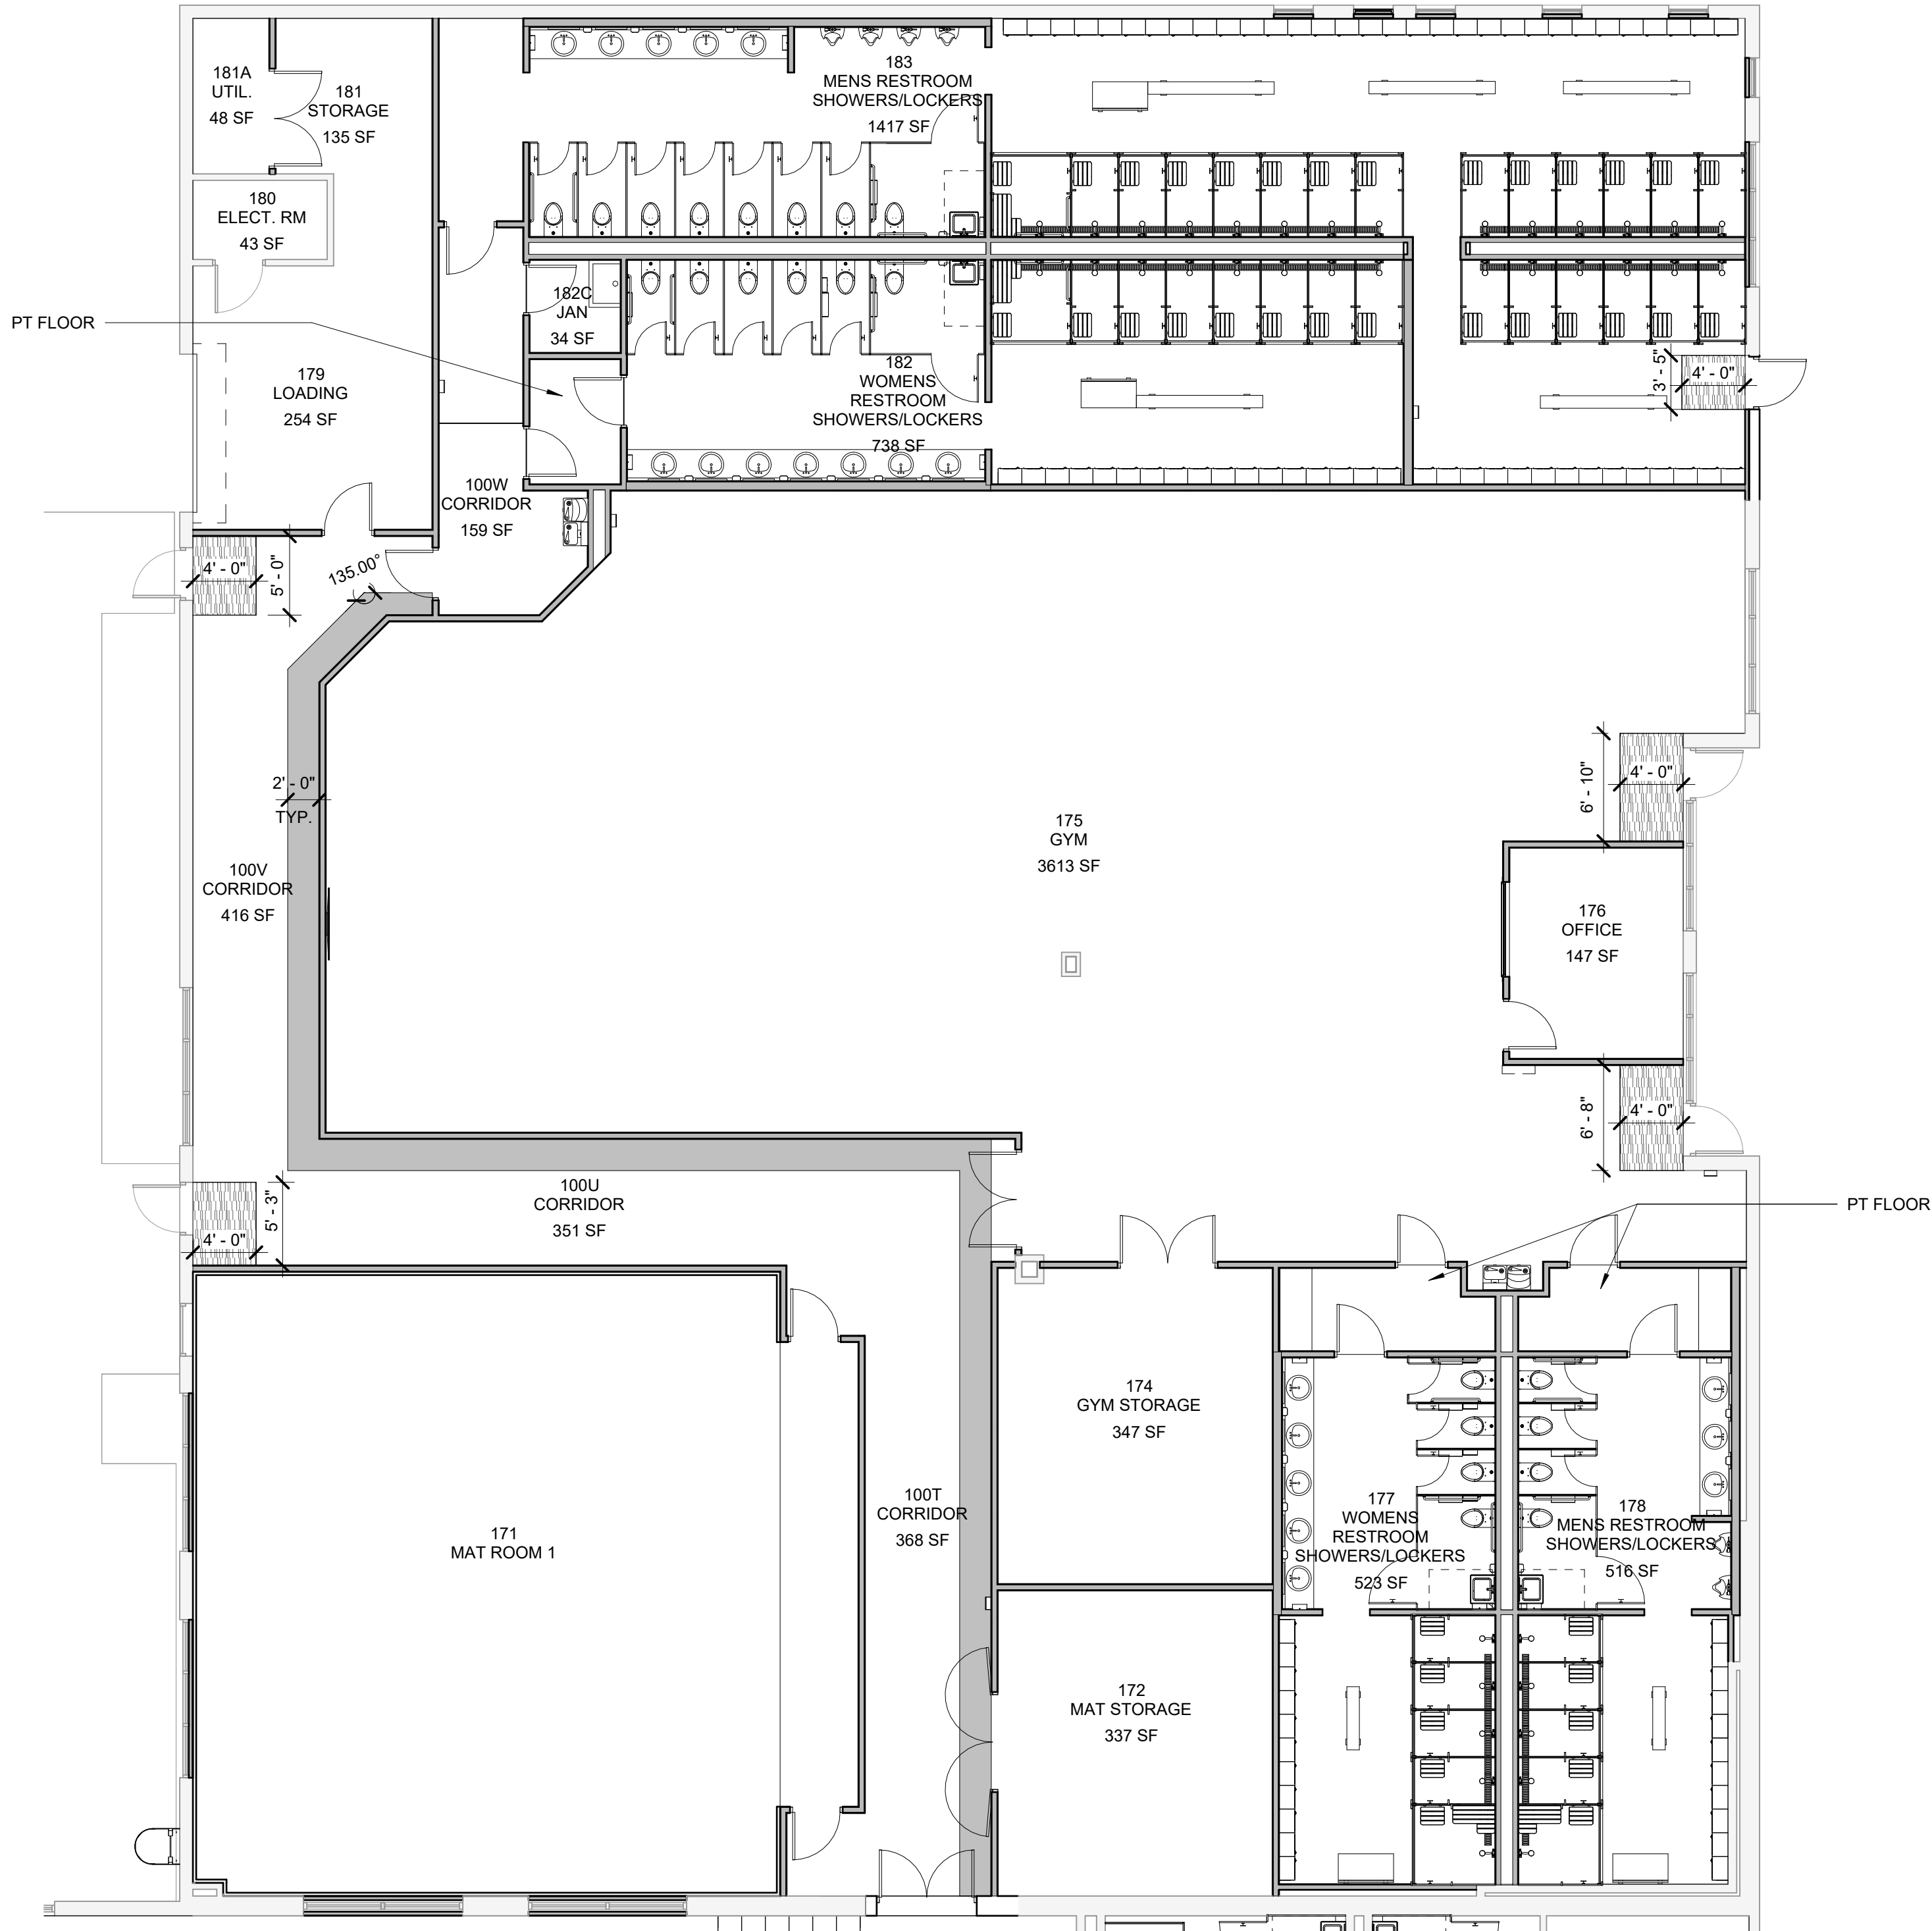 181A
UTIL.
48 SF
181
STORAGE
135 SF
183
MENS RESTROOM
SHOWERS/LOCKERS
1417 SF
180
ELECT. RM
43 SF
182C
JAN
34 SF
PT FLOOR
179
LOADING
254 SF
182
WOMENS
RESTROOM
SHOWERS/LOCKERS
738 SF
3' - 5"
4' - 0"
100W
CORRIDOR
159 SF
4' - 0"
5' - 0"
135.00°
2' - 0"
TYP.
6' - 10"
4' - 0"
175
GYM
3613 SF
100V
CORRIDOR
416 SF
176
OFFICE
147 SF
6' - 8"
4' - 0"
100U
CORRIDOR
351 SF
5' - 3"
4' - 0"
PT FLOOR
174
GYM STORAGE
347 SF
100T
CORRIDOR
368 SF
171
MAT ROOM 1
177
WOMENS
RESTROOM
SHOWERS/LOCKERS
523 SF
178
MENS RESTROOM
SHOWERS/LOCKERS
516 SF
172
MAT STORAGE
337 SF